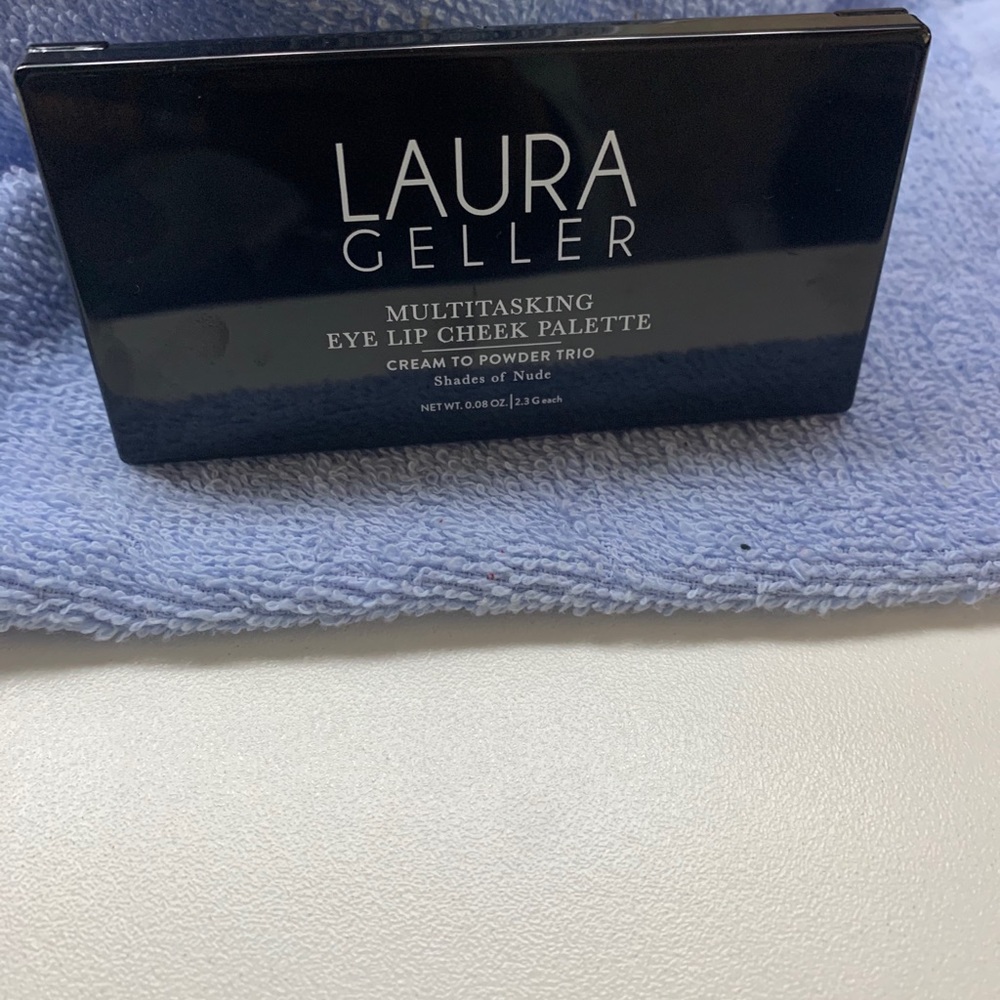 LAURA
GELLER
MULTITASKING
EYE LIP CHEEK PALETTE
CREAM TO POWDER TRIO
Shades of Nude
NET WT. 0.08 OZ. | 2.3 G each